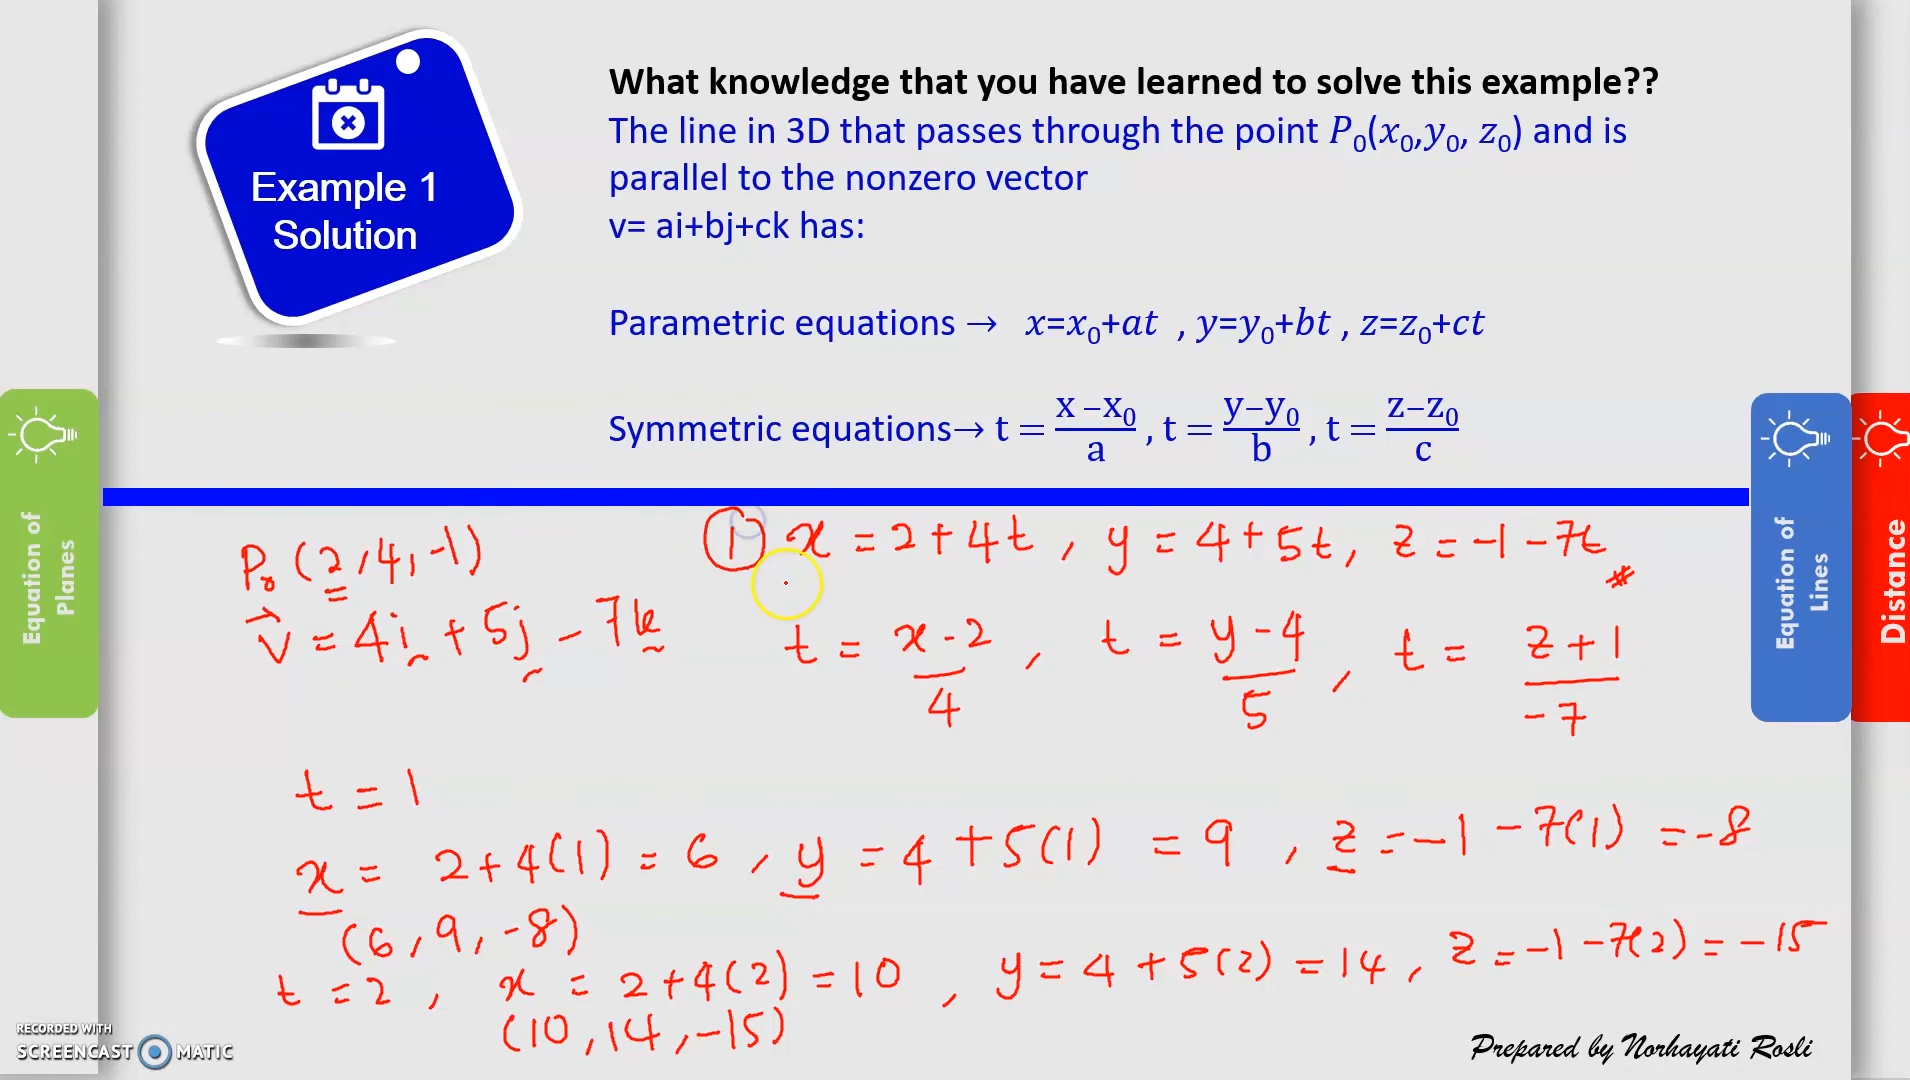 Example 1
Solution
What knowledge that you have learned to solve this example??
The line in 3D that passes through the point P₀(x₀,y₀, z₀) and is
parallel to the nonzero vector
v= ai+bj+ck has:
Parametric equations → x=x₀+at , y=y₀+bt , z=z₀+ct
Symmetric equations→ t = (x–x₀)/a , t = (y–y₀)/b , t = (z–z₀)/c
P₀ (2,4,-1)
v = 4i + 5j - 7k
① x = 2+4t , y = 4+5t, z = -1-7t
t = (x-2)/4 , t = (y-4)/5 , t = (z+1)/-7
t = 1
x = 2+4(1) = 6 , y = 4+5(1) = 9 , z = -1-7(1) = -8
(6,9,-8)
t = 2 , x = 2+4(2) = 10 , y = 4+5(2) = 14 , z = -1-7(2) = -15
(10,14,-15)
Equation of
Planes
Equation of
Lines
Distance
RECORDED WITH
SCREENCAST MATIC
Prepared by Norhayati Rosli